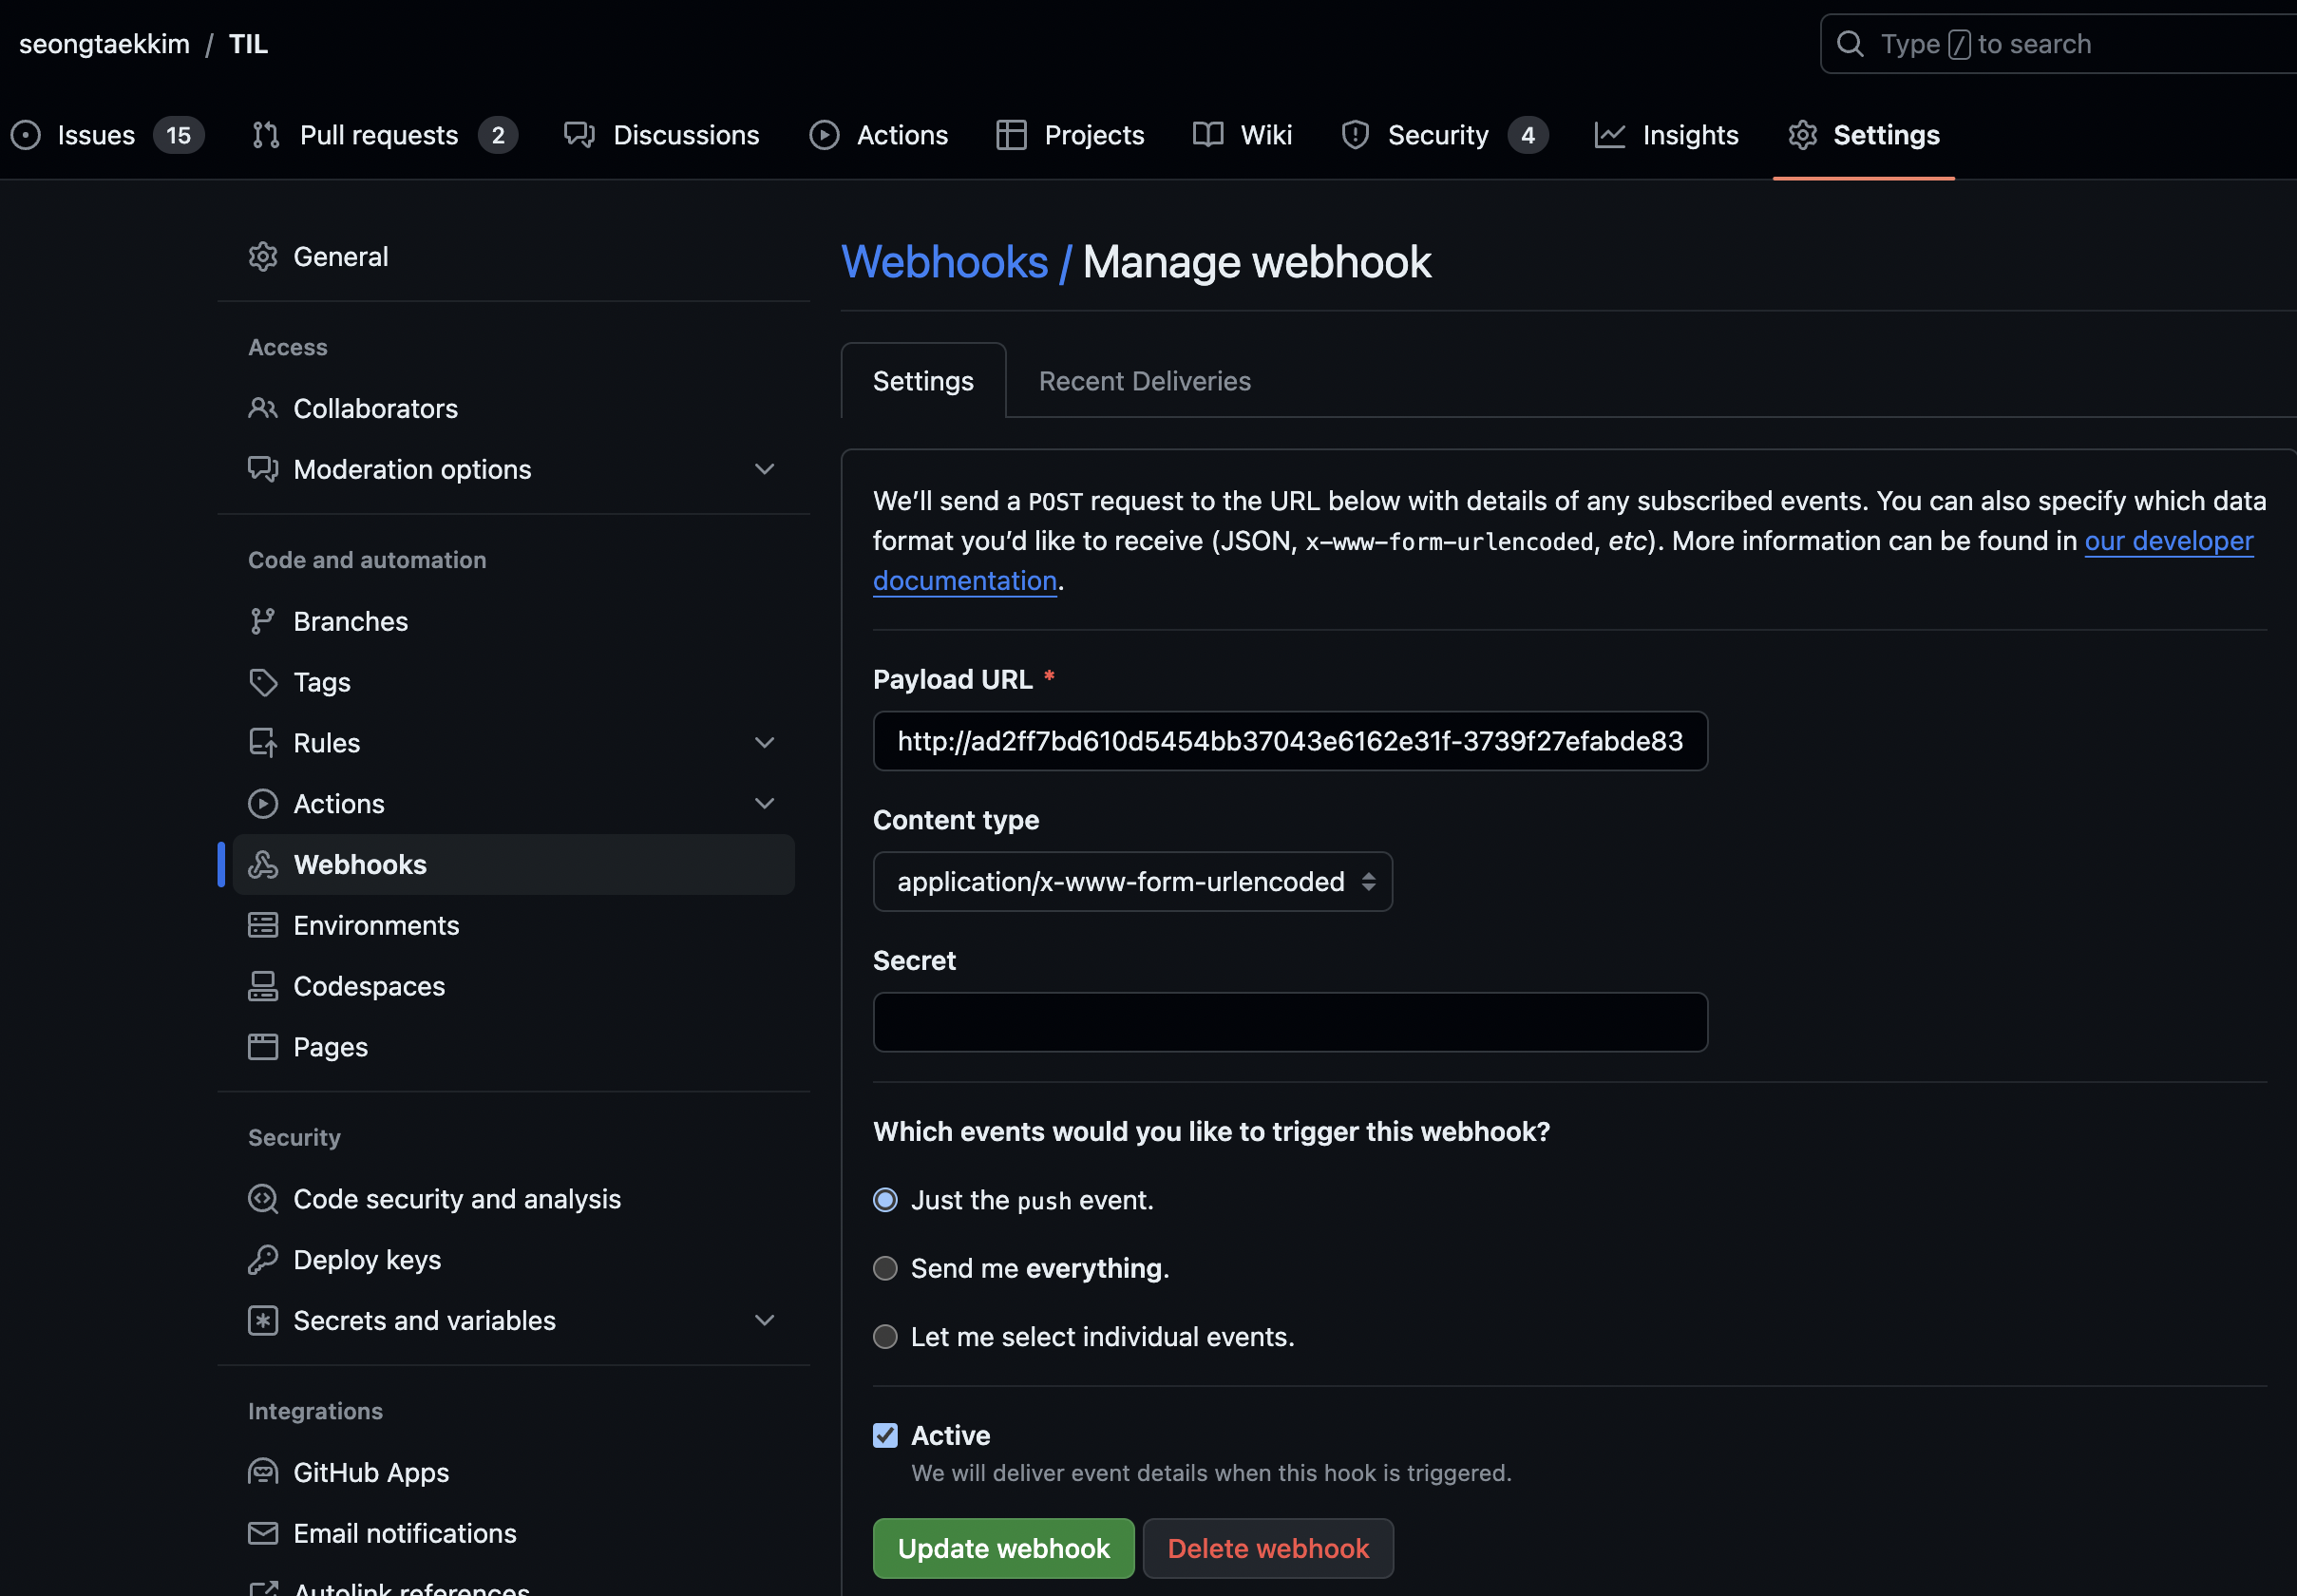 seongtaekkim / TIL
Type / to search
Issues 15 Pull requests 2 Discussions Actions Projects Wiki Security 4 Insights Settings
General
Access
Collaborators
Moderation options
Code and automation
Branches
Tags
Rules
Actions
Webhooks
Environments
Codespaces
Pages
Security
Code security and analysis
Deploy keys
Secrets and variables
Integrations
GitHub Apps
Email notifications
Autolink references
Webhooks / Manage webhook
Settings Recent Deliveries
We’ll send a POST request to the URL below with details of any subscribed events. You can also specify which data
format you’d like to receive (JSON, x-www-form-urlencoded, etc). More information can be found in our developer
documentation.
Payload URL *
http://ad2ff7bd610d5454bb37043e6162e31f-3739f27efabde83
Content type
application/x-www-form-urlencoded
Secret
Which events would you like to trigger this webhook?
Just the push event.
Send me everything.
Let me select individual events.
Active
We will deliver event details when this hook is triggered.
Update webhook Delete webhook